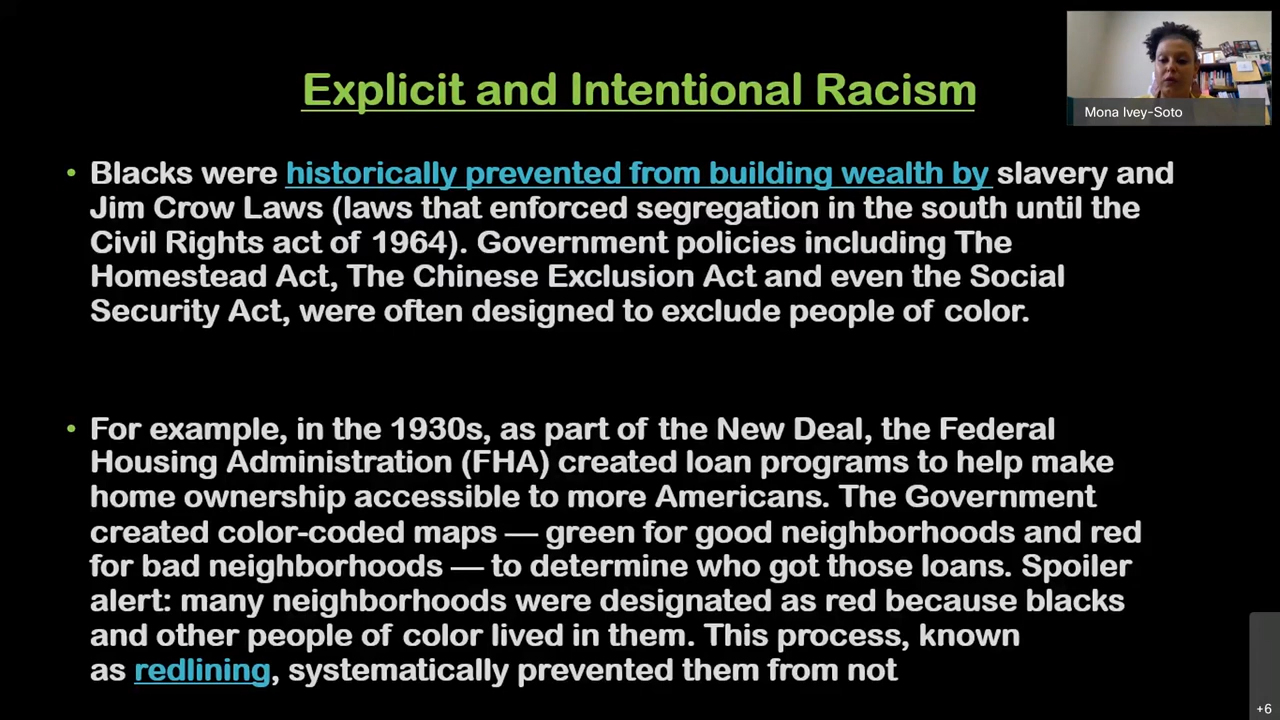 Explicit and Intentional Racism
Mona Ivey-Soto
• Blacks were historically prevented from building wealth by slavery and
Jim Crow Laws (laws that enforced segregation in the south until the
Civil Rights act of 1964). Government policies including The
Homestead Act, The Chinese Exclusion Act and even the Social
Security Act, were often designed to exclude people of color.
• For example, in the 1930s, as part of the New Deal, the Federal
Housing Administration (FHA) created loan programs to help make
home ownership accessible to more Americans. The Government
created color-coded maps — green for good neighborhoods and red
for bad neighborhoods — to determine who got those loans. Spoiler
alert: many neighborhoods were designated as red because blacks
and other people of color lived in them. This process, known
as redlining, systematically prevented them from not
+6